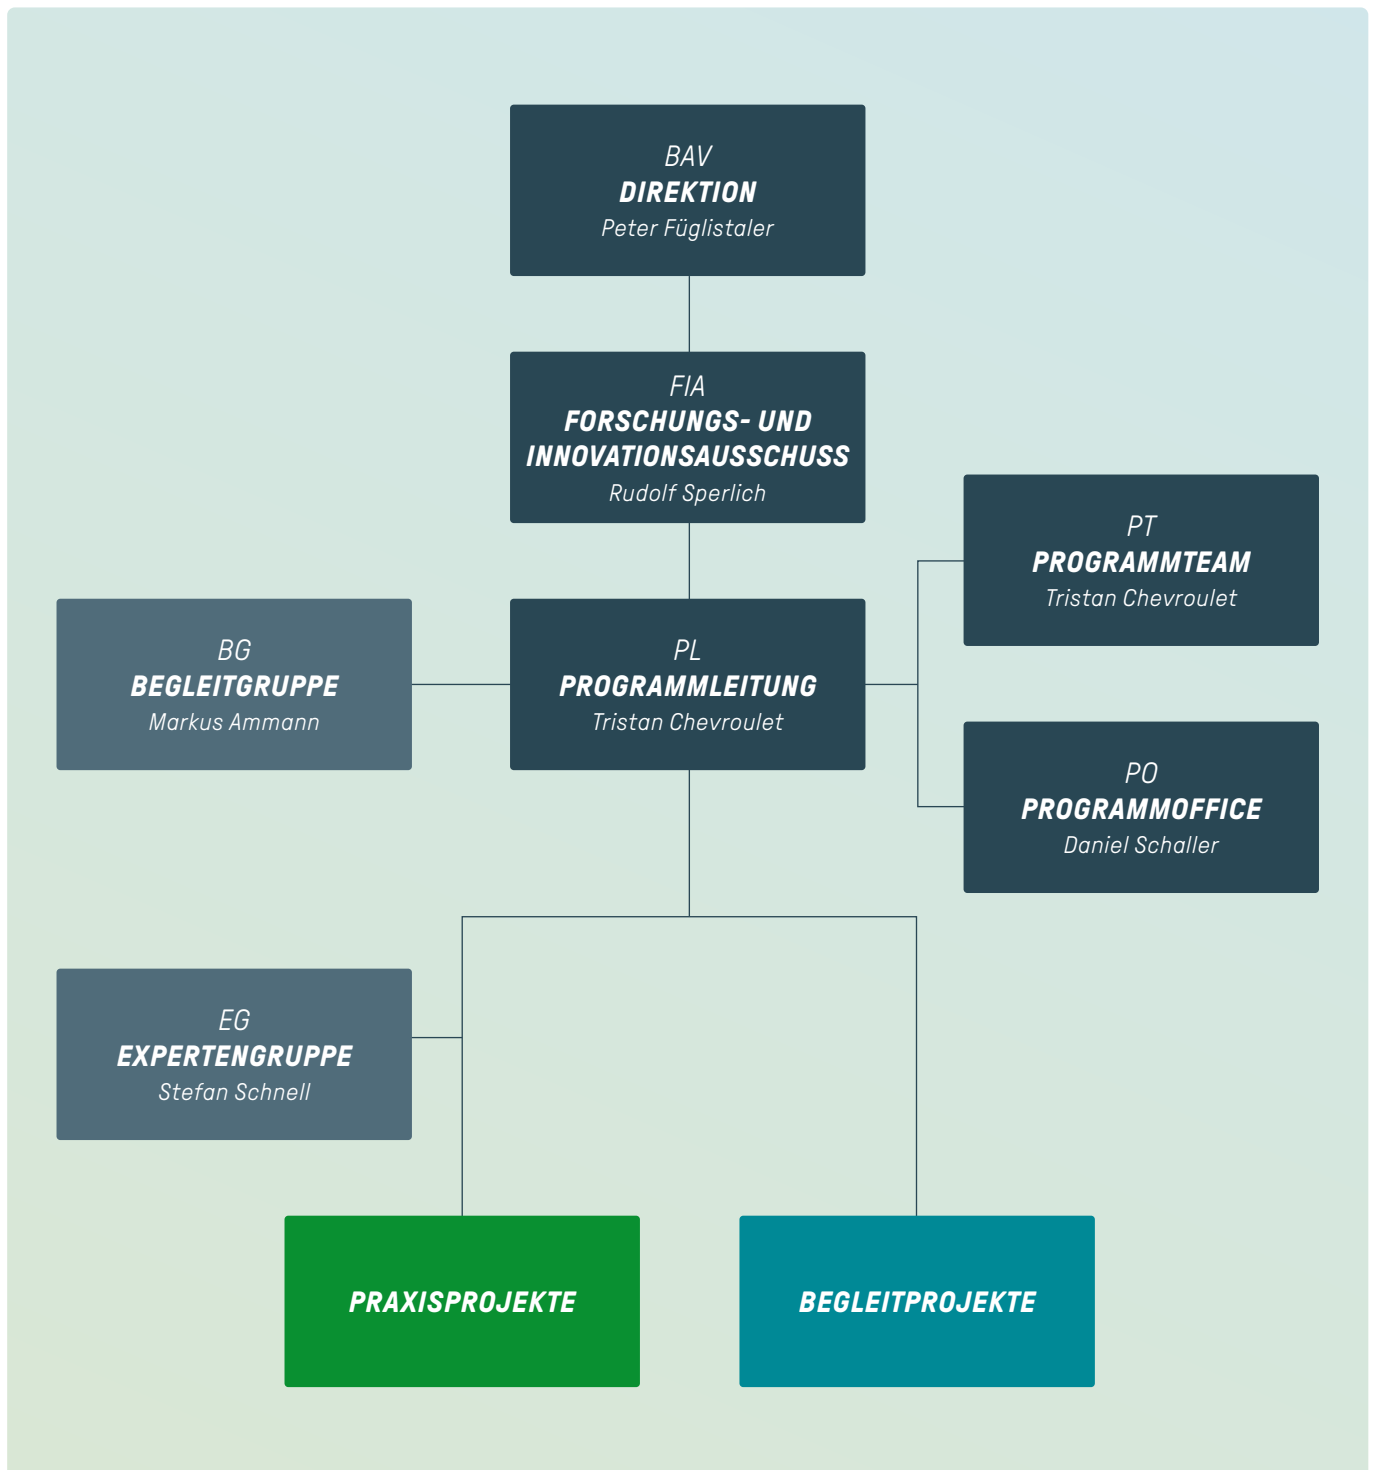 BAV
DIREKTION
Peter Füglistaler
FIA
FORSCHUNGS- UND
INNOVATIONSAUSSCHUSS
Rudolf Sperlich
PT
PROGRAMMTEAM
Tristan Chevroulet
BG
BEGLEITGRUPPE
Markus Ammann
PL
PROGRAMMLEITUNG
Tristan Chevroulet
PO
PROGRAMMOFFICE
Daniel Schaller
EG
EXPERTENGRUPPE
Stefan Schnell
PRAXISPROJEKTE
BEGLEITPROJEKTE